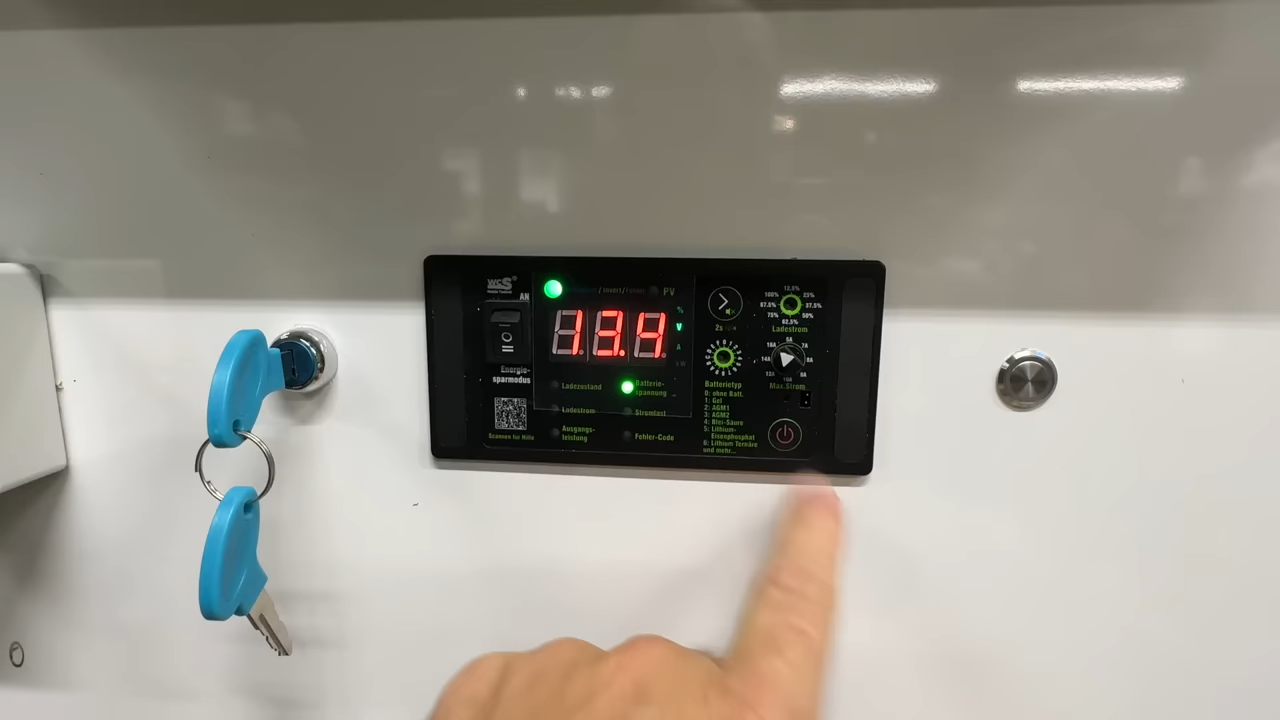 WCS
AN
/Invert/
PV
13.4
%
V
A
2s
Energie-
sparmodus
Ladezustand
Batterie-
spannung
Ladestrom
Stromlast
Ausgangs-
leistung
Fehler-Code
Scannen für Hilfe
12,5%
100%
25%
67.5%
37.5%
75%
50%
62,5%
Ladestrom
5A
16A
7A
14A
8A
10A
Max.Strom
Batterietyp
0: ohne Batt.
1: Gel
2: AGM1
3: AGM2
4: Blei-Säure
5: Lithium-
Eisenphosphat
6: Lithium Ternäre
und mehr...